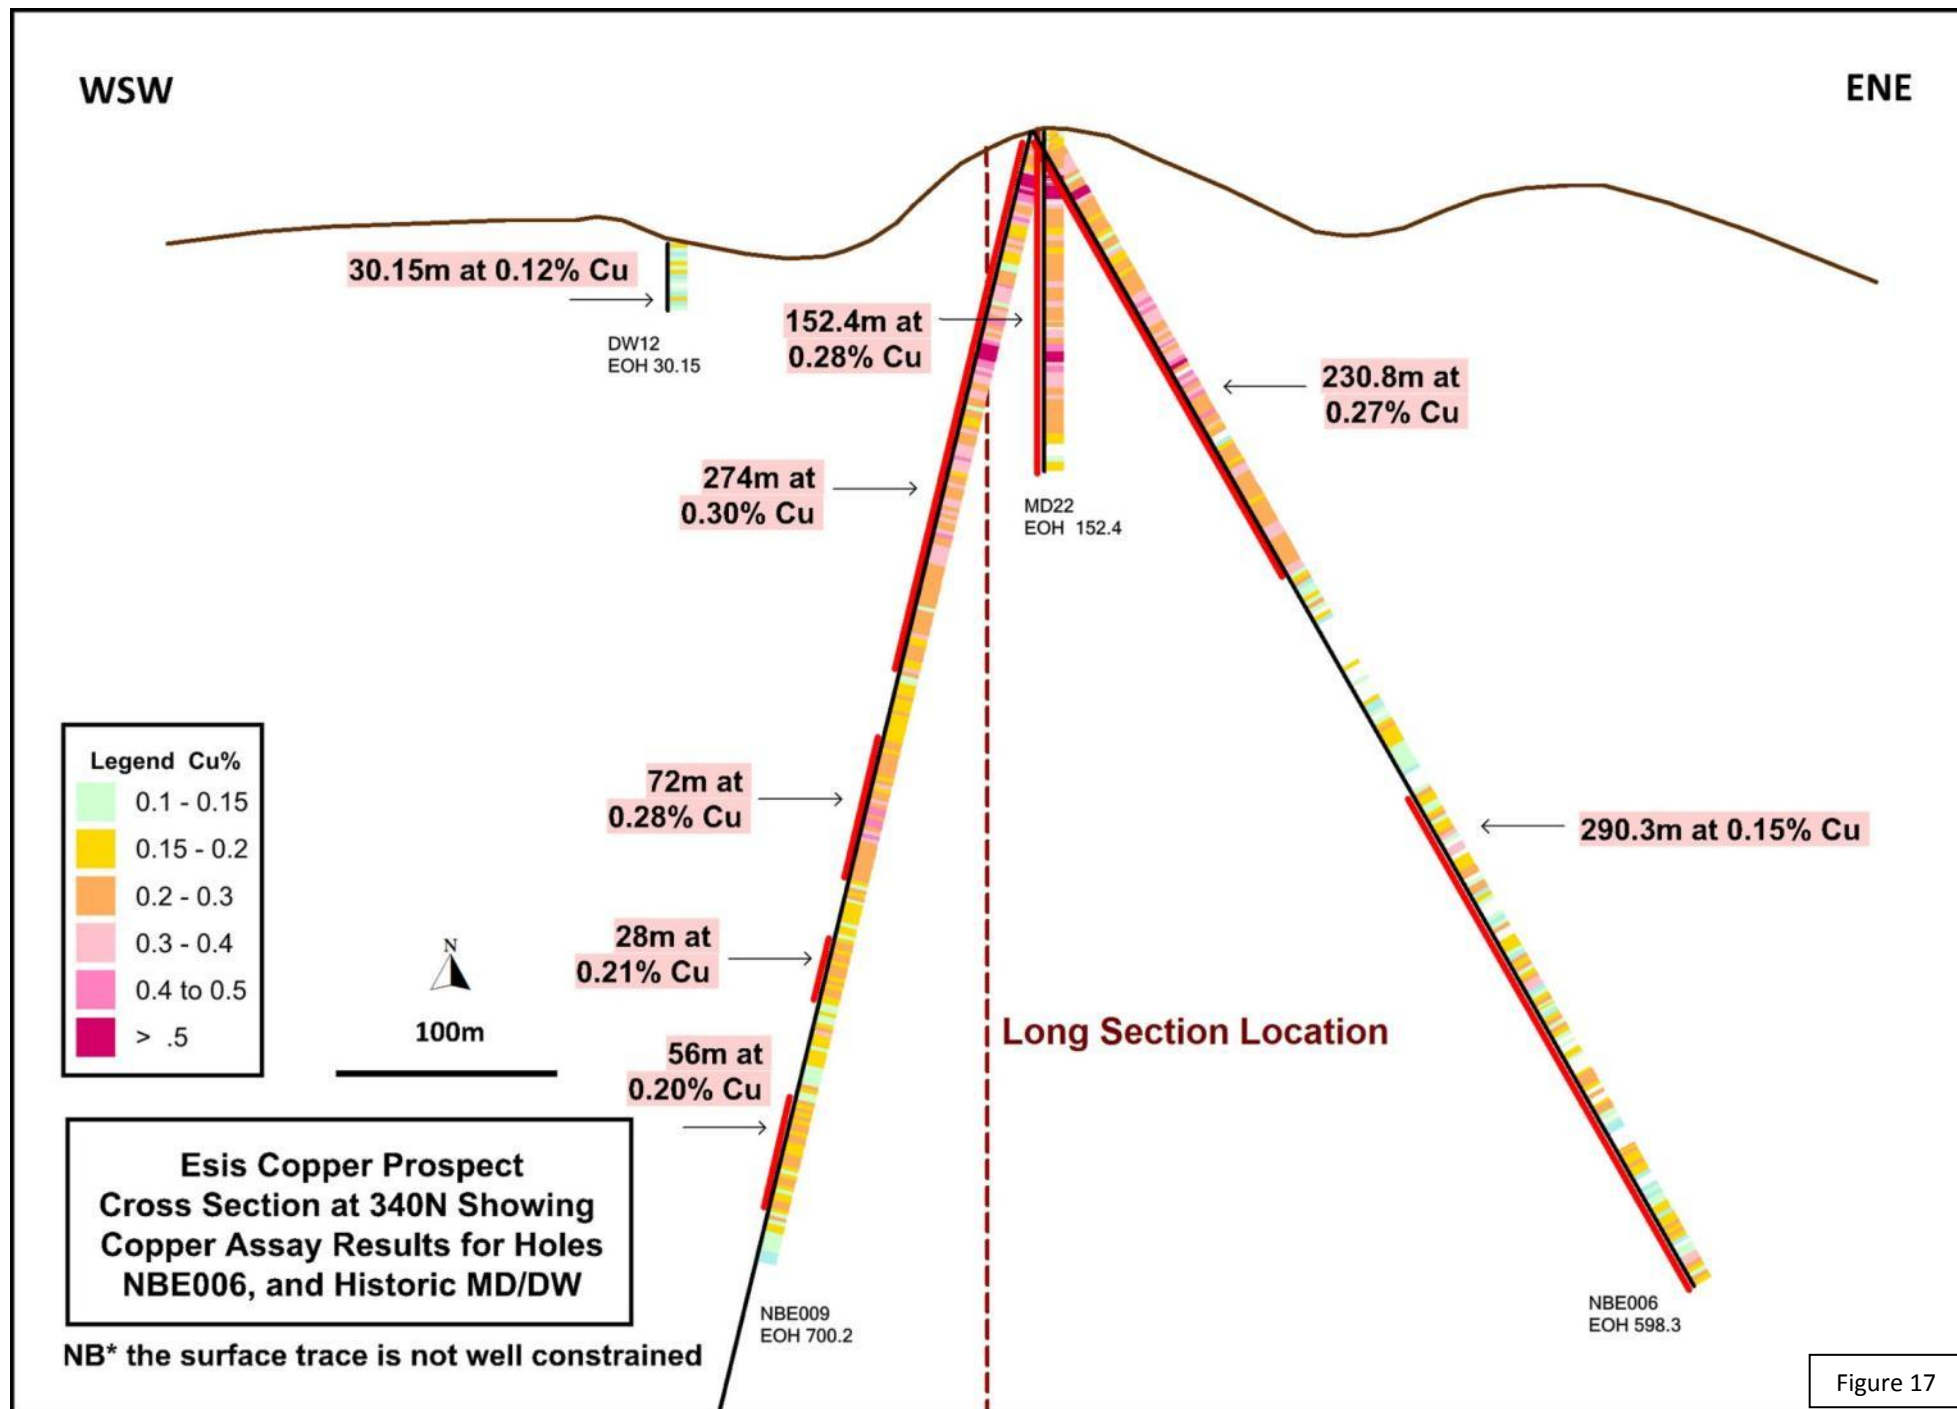 WSW
ENE
30.15m at 0.12% Cu
DW12
EOH 30.15
152.4m at
0.28% Cu
230.8m at
0.27% Cu
274m at
0.30% Cu
MD22
EOH 152.4
Legend Cu%
0.1 - 0.15
0.15 - 0.2
0.2 - 0.3
0.3 - 0.4
0.4 to 0.5
> .5
72m at
0.28% Cu
290.3m at 0.15% Cu
28m at
0.21% Cu
N
100m
56m at
0.20% Cu
Long Section Location
Esis Copper Prospect
Cross Section at 340N Showing
Copper Assay Results for Holes
NBE006, and Historic MD/DW
NBE009
EOH 700.2
NBE006
EOH 598.3
NB* the surface trace is not well constrained
Figure 17